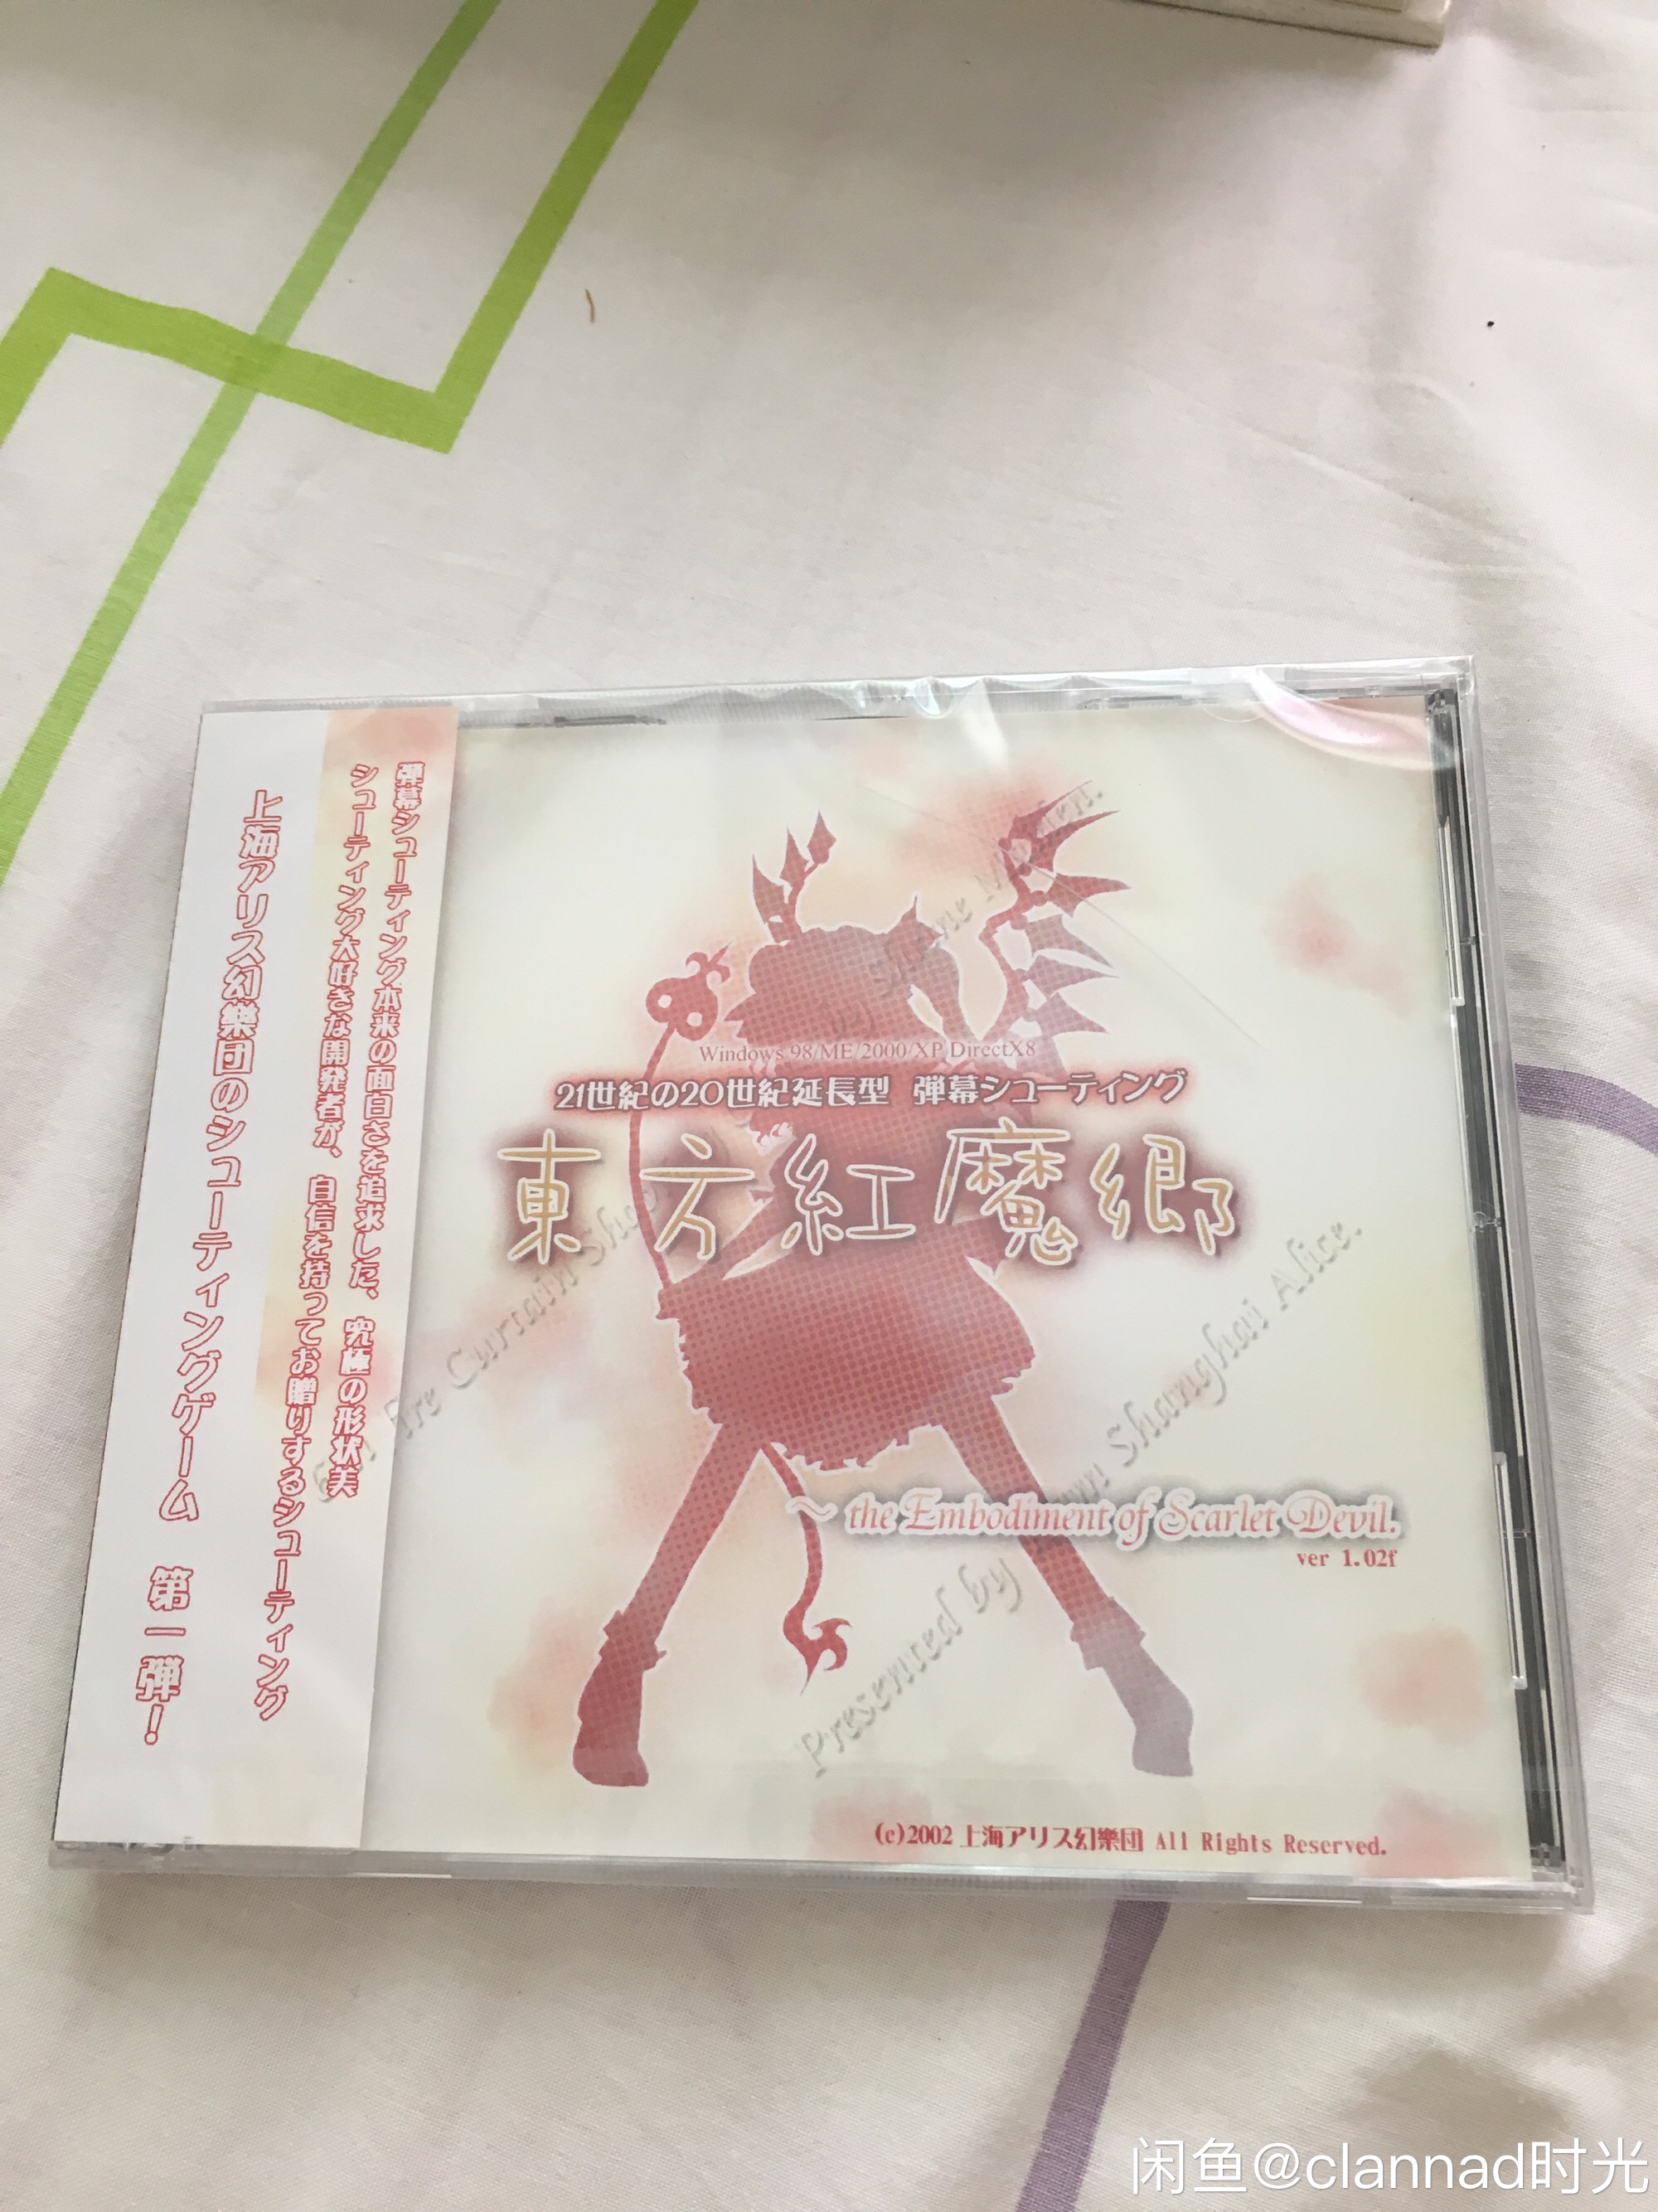 弾幕シューティング本来の面白さを追求した、究極の形状美
シューティング大好きな開発者が、自信を持ってお贈りするシューティング
上海アリス幻樂団のシューティングゲーム 第一弾!
Windows 98/ME/2000/XP DirectX8
21世紀の20世紀延長型 弾幕シューティング
東方紅魔郷
~ the Embodiment of Scarlet Devil.
ver 1.02f
Fire Curtain
by Shrine Maiden.
Presented by
Shanghai Alice.
(c)2002 上海アリス幻樂団 All Rights Reserved.
闲鱼@clannad时光